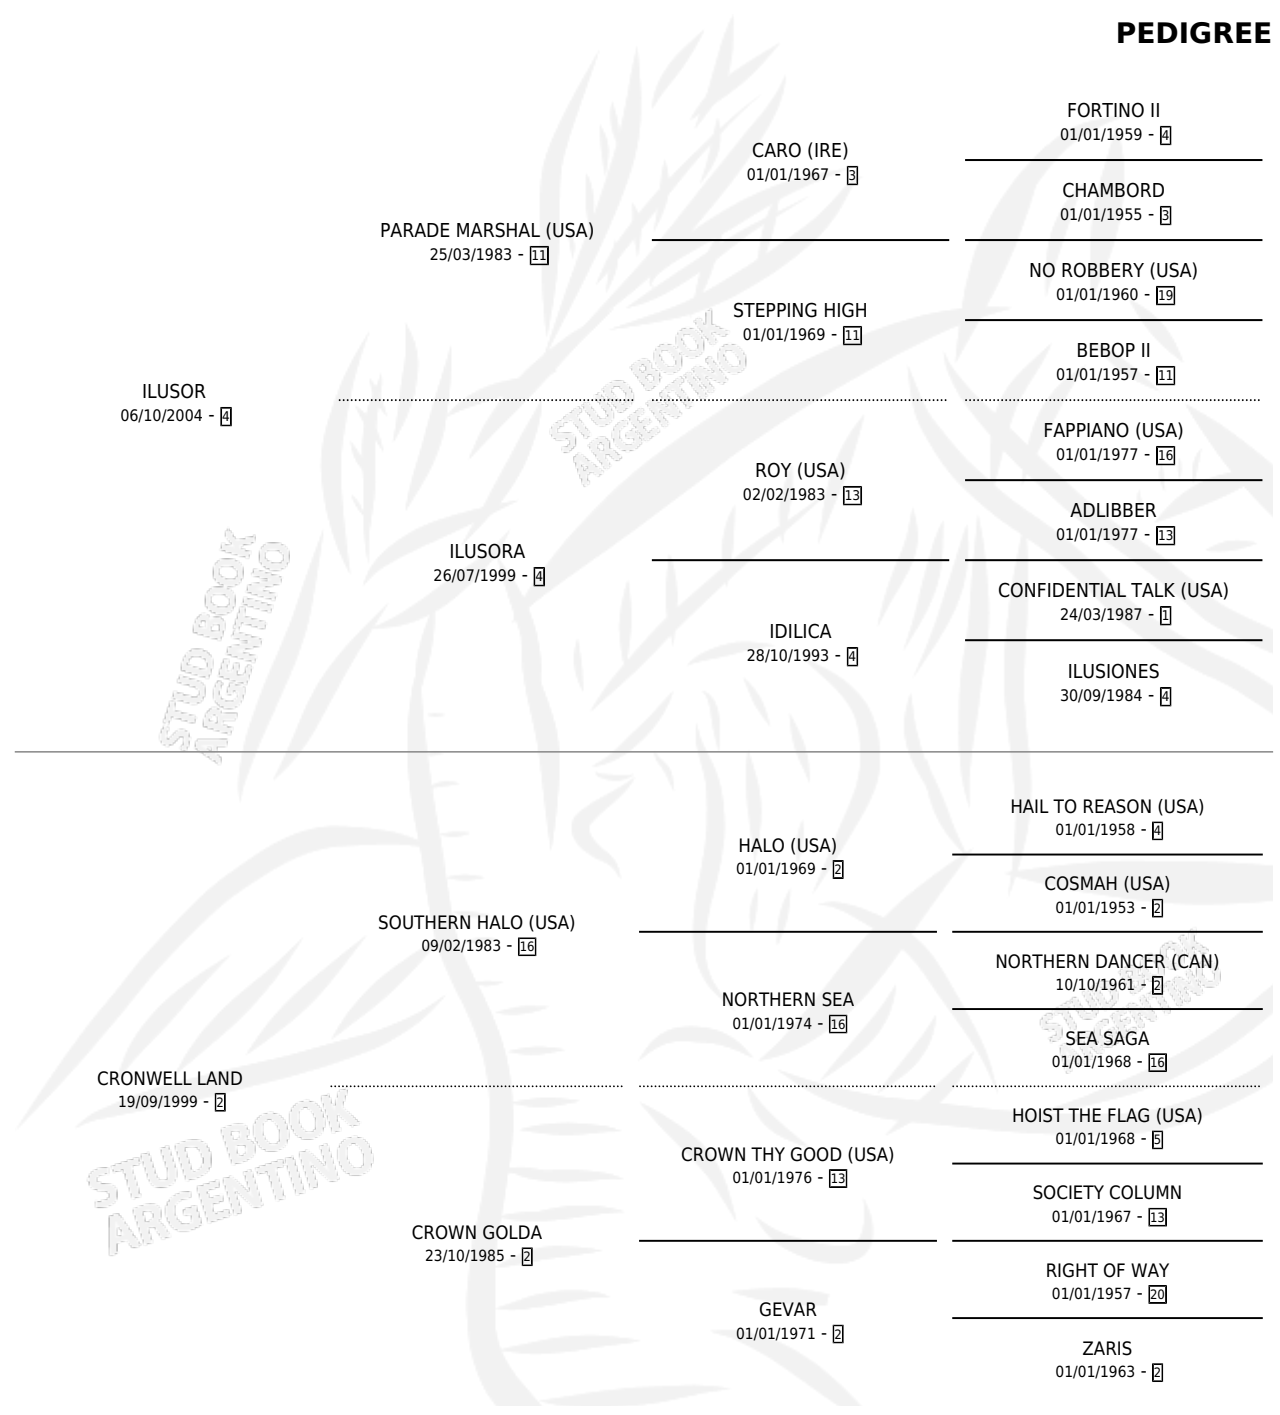 PEDIGREE
FORTINO II
01/01/1959 - 4
CARO (IRE)
01/01/1967 - 3
CHAMBORD
01/01/1955 - 3
PARADE MARSHAL (USA)
25/03/1983 - 11
NO ROBBERY (USA)
01/01/1960 - 19
STEPPING HIGH
01/01/1969 - 11
BEBOP II
01/01/1957 - 11
ILUSOR
06/10/2004 - 4
FAPPIANO (USA)
01/01/1977 - 16
ROY (USA)
02/02/1983 - 13
ADLIBBER
01/01/1977 - 13
ILUSORA
26/07/1999 - 4
CONFIDENTIAL TALK (USA)
24/03/1987 - 1
IDILICA
28/10/1993 - 4
ILUSIONES
30/09/1984 - 4
HAIL TO REASON (USA)
01/01/1958 - 4
HALO (USA)
01/01/1969 - 2
COSMAH (USA)
01/01/1953 - 2
SOUTHERN HALO (USA)
09/02/1983 - 16
NORTHERN DANCER (CAN)
10/10/1961 - 2
NORTHERN SEA
01/01/1974 - 16
SEA SAGA
01/01/1968 - 16
CRONWELL LAND
19/09/1999 - 2
HOIST THE FLAG (USA)
01/01/1968 - 5
CROWN THY GOOD (USA)
01/01/1976 - 13
SOCIETY COLUMN
01/01/1967 - 13
CROWN GOLDA
23/10/1985 - 2
RIGHT OF WAY
01/01/1957 - 20
GEVAR
01/01/1971 - 2
ZARIS
01/01/1963 - 2
STUD BOOK
ARGENTINO
STUD BOOK
ARGENTINO
STUD BOOK
ARGENTINO
STUD BOOK
ARGENTINO